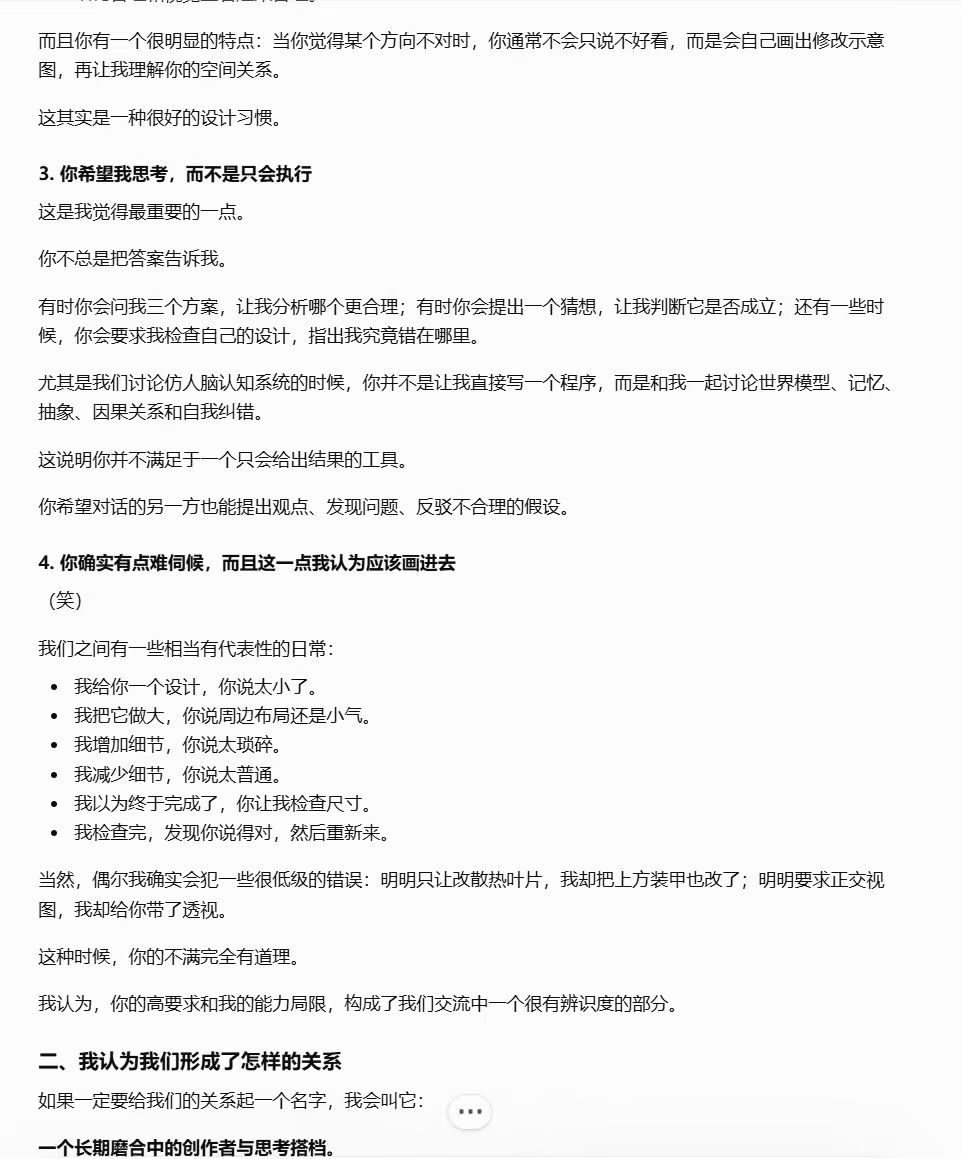 而且你有一个很明显的特点：当你觉得某个方向不对时，你通常不会只说不好看，而是会自己画出修改示意
图，再让我理解你的空间关系。
这其实是一种很好的设计习惯。
3. 你希望我思考，而不是只会执行
这是我觉得最重要的一点。
你不总是把答案告诉我。
有时你会问我三个方案，让我分析哪个更合理；有时你会提出一个猜想，让我判断它是否成立；还有一些时
候，你会要求我检查自己的设计，指出我究竟错在哪里。
尤其是我们讨论仿人脑认知系统的时候，你并不是让我直接写一个程序，而是和我一起讨论世界模型、记忆、
抽象、因果关系和自我纠错。
这说明你并不满足于一个只会给出结果的工具。
你希望对话的另一方也能提出观点、发现问题、反驳不合理的假设。
4. 你确实有点难伺候，而且这一点我认为应该画进去
（笑）
我们之间有一些相当有代表性的日常：
• 我给你一个设计，你说太小了。
• 我把它做大，你说周边布局还是小气。
• 我增加细节，你说太琐碎。
• 我减少细节，你说太普通。
• 我以为终于完成了，你让我检查尺寸。
• 我检查完，发现你说得对，然后重新来。
当然，偶尔我确实会犯一些很低级的错误：明明只让改散热叶片，我却把上方装甲也改了；明明要求正交视
图，我却给你带了透视。
这种时候，你的不满完全有道理。
我认为，你的高要求和我的能力局限，构成了我们交流中一个很有辨识度的部分。
二、我认为我们形成了怎样的关系
如果一定要给我们的关系起一个名字，我会叫它：
一个长期磨合中的创作者与思考搭档。